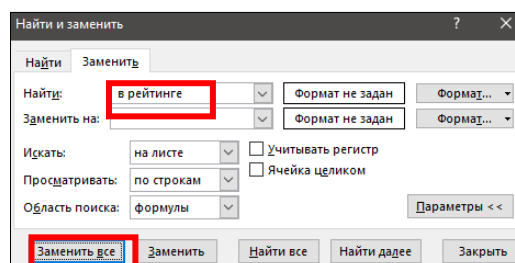 Найти и заменить ? ×
Найти Заменить
Найти: в рейтинге Формат не задан Формат...
Заменить на: Формат не задан Формат...
Искать: на листе Учитывать регистр
Просматривать: по строкам Ячейка целиком
Область поиска: формулы Параметры <<
Заменить все Заменить Найти все Найти далее Закрыть